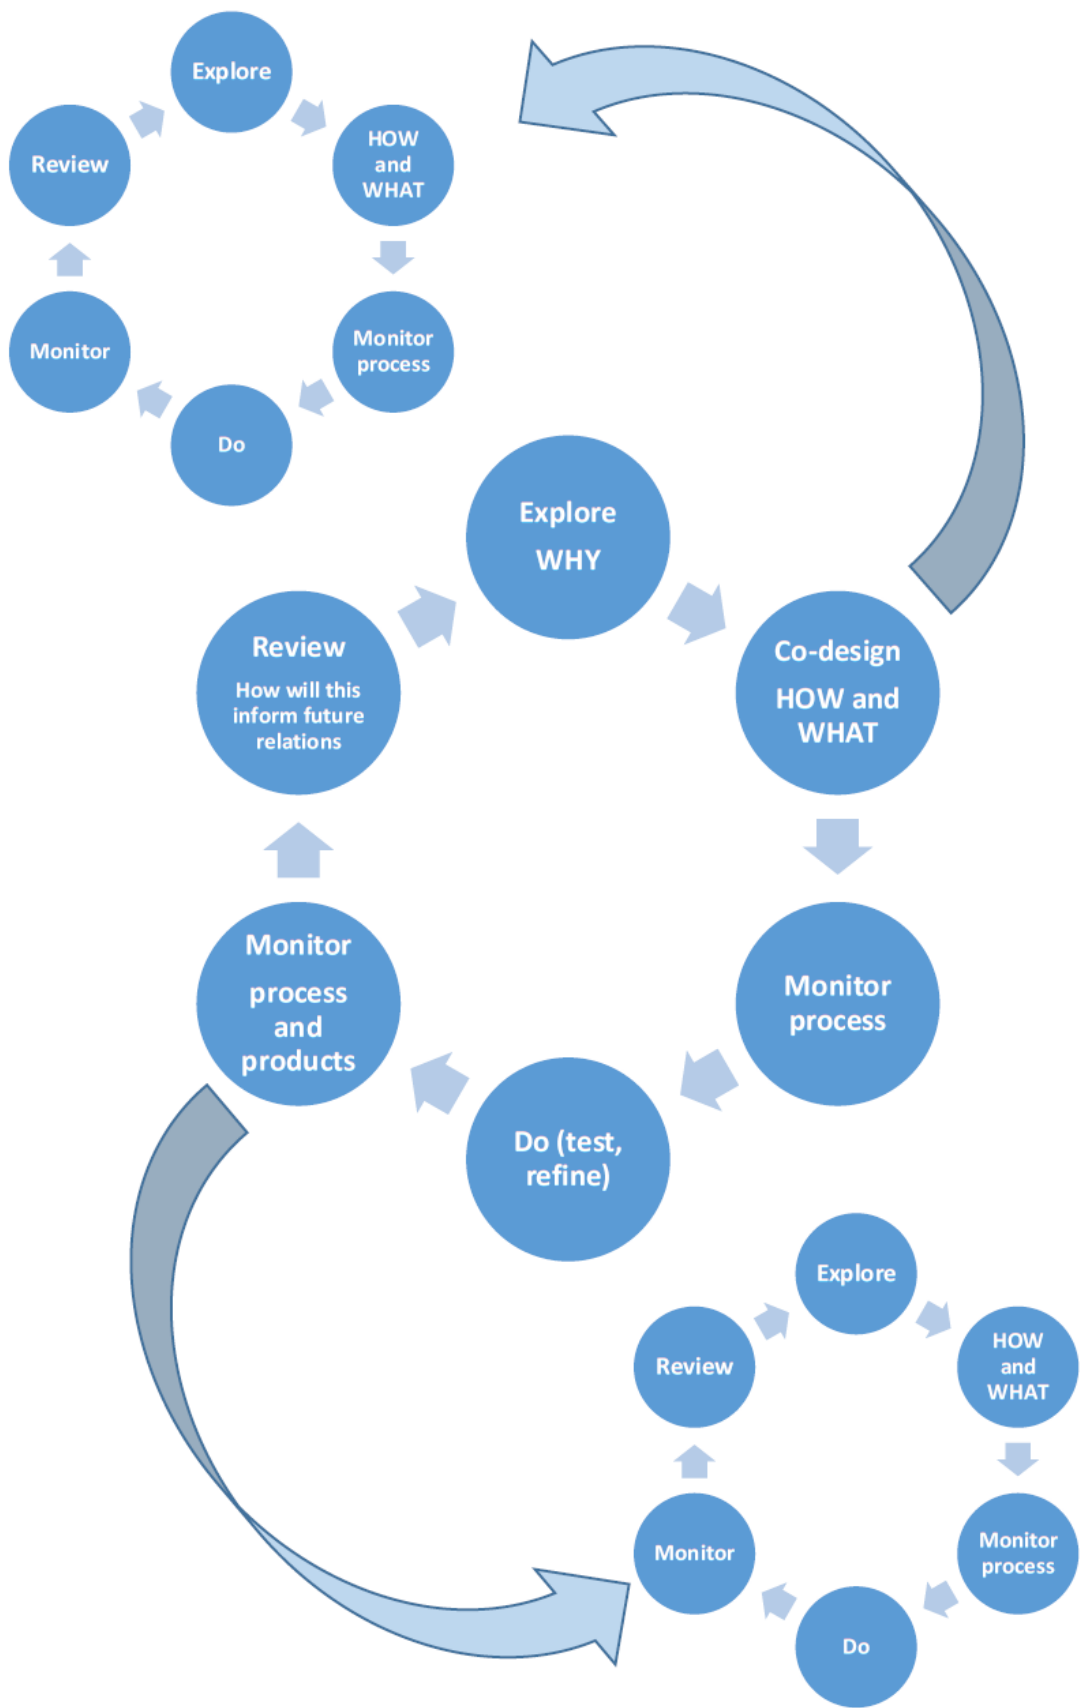 Explore
HOW
and
WHAT
Monitor
process
Do
Monitor
Review
Explore
WHY
Co-design
HOW and
WHAT
Monitor
process
Do (test,
refine)
Monitor
process
and
products
Review
How will this
inform future
relations
Explore
HOW
and
WHAT
Monitor
process
Do
Monitor
Review